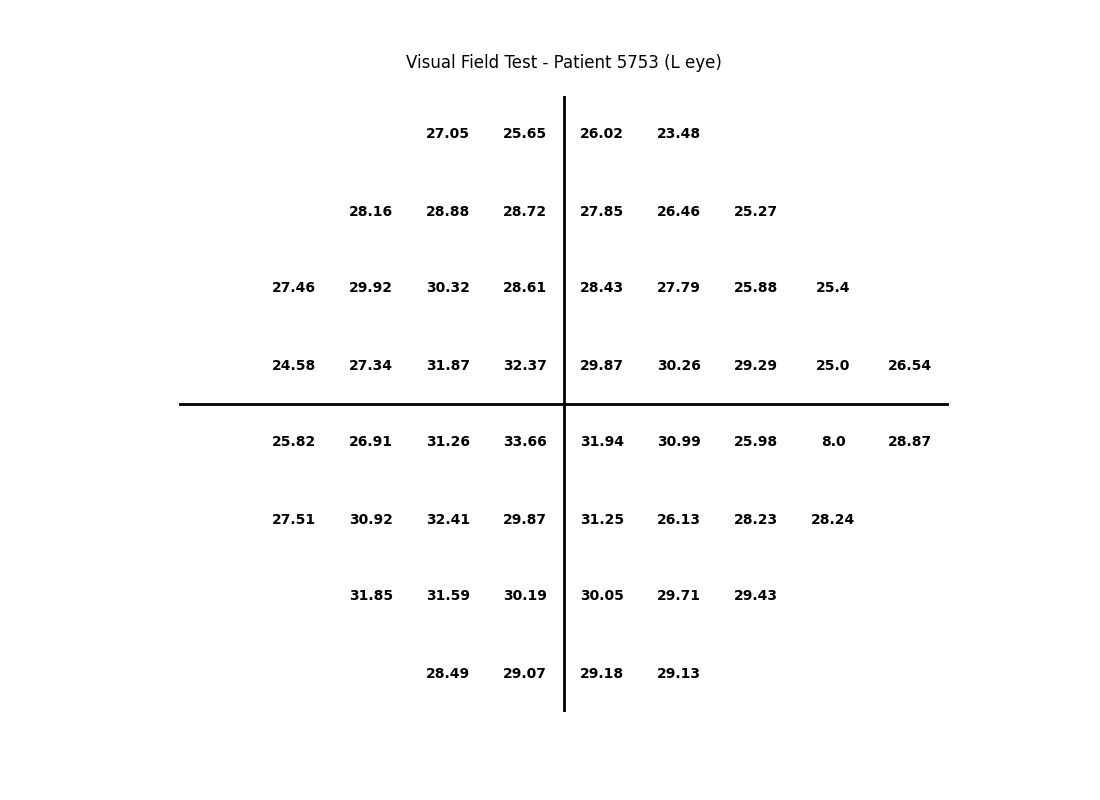 Visual Field Test - Patient 5753 (L eye)
27.05 25.65 26.02 23.48
28.16 28.88 28.72 27.85 26.46 25.27
27.46 29.92 30.32 28.61 28.43 27.79 25.88 25.4
24.58 27.34 31.87 32.37 29.87 30.26 29.29 25.0 26.54
25.82 26.91 31.26 33.66 31.94 30.99 25.98 8.0 28.87
27.51 30.92 32.41 29.87 31.25 26.13 28.23 28.24
31.85 31.59 30.19 30.05 29.71 29.43
28.49 29.07 29.18 29.13